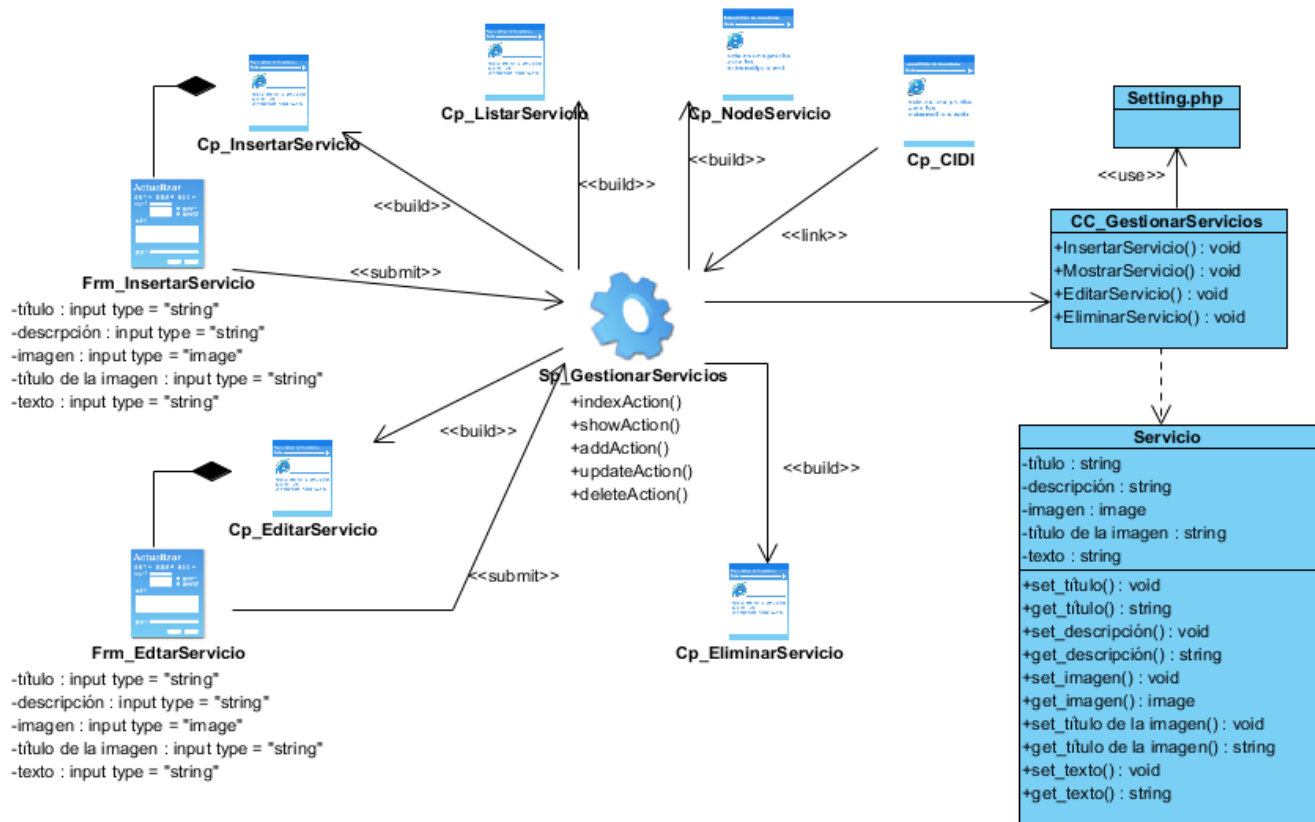 Cp_InsertarServicio
Cp_ListarServicio
Cp_NodeServicio
Cp_CIDI
Setting.php
<<build>>
<<build>>
<<build>>
<<link>>
<<use>>
Actualizar
<<submit>>
Frm_InsertarServicio
-título : input type = "string"
-descrpción : input type = "string"
-imagen : input type = "image"
-título de la imagen : input type = "string"
-texto : input type = "string"
CC_GestionarServicios
+InsertarServicio() : void
+MostrarServicio() : void
+EditarServicio() : void
+EliminarServicio() : void
Sp_GestionarServicios
+indexAction()
+showAction()
+addAction()
+updateAction()
+deleteAction()
<<build>>
<<build>>
Cp_EditarServicio
Actualizar
<<submit>>
Frm_EdtarServicio
-título : input type = "string"
-descripción : input type = "string"
-imagen : input type = "image"
-título de la imagen : input type = "string"
-texto : input type = "string"
Cp_EliminarServicio
Servicio
-título : string
-descripción : string
-imagen : image
-título de la imagen : string
-texto : string
+set_título() : void
+get_título() : string
+set_descripción() : void
+get_descripción() : string
+set_imagen() : void
+get_imagen() : image
+set_título de la imagen() : void
+get_título de la imagen() : string
+set_texto() : void
+get_texto() : string